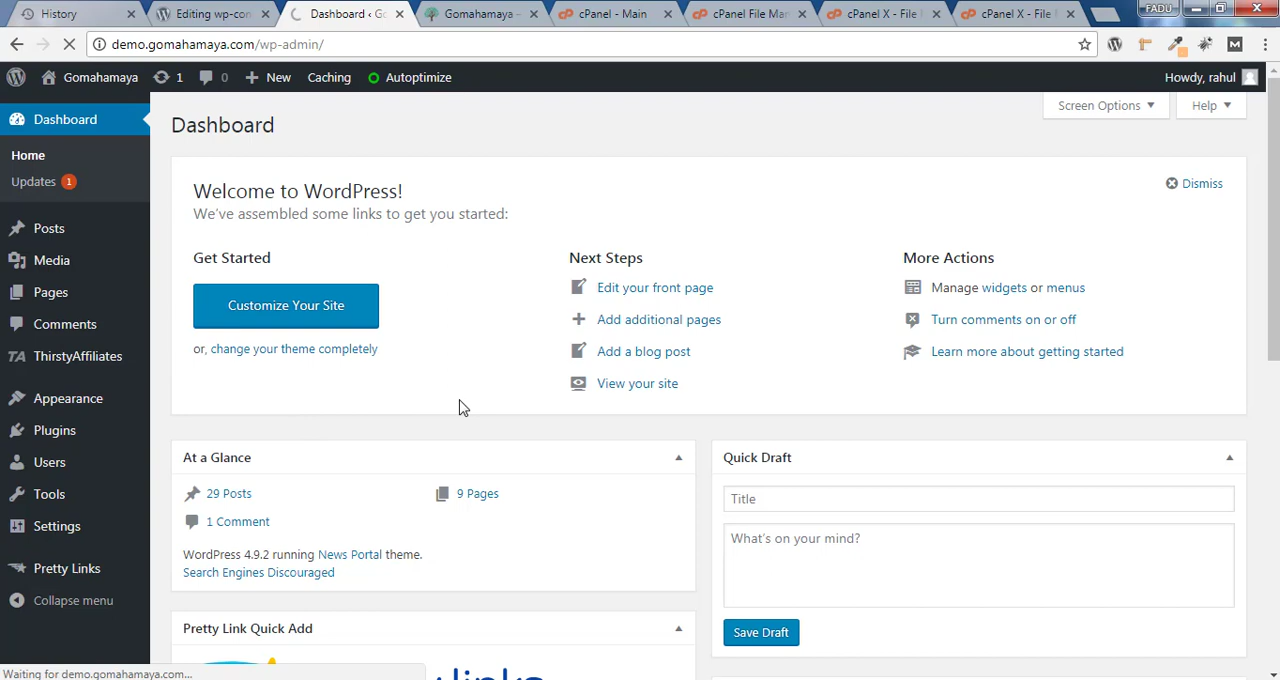 History
Editing wp-con
Dashboard ‹ Go
Gomahamaya –
cPanel - Main
cPanel File Man
cPanel X - File
cPanel X - File
FADU
demo.gomahamaya.com/wp-admin/
Gomahamaya 1 0 New Caching Autoptimize
Howdy, rahul
Screen Options
Help
Dashboard
Home
Updates 1
Posts
Media
Pages
Comments
ThirstyAffiliates
Appearance
Plugins
Users
Tools
Settings
Pretty Links
Collapse menu
Dashboard
Welcome to WordPress!
We've assembled some links to get you started:
Dismiss
Get Started
Customize Your Site
or, change your theme completely
Next Steps
Edit your front page
Add additional pages
Add a blog post
View your site
More Actions
Manage widgets or menus
Turn comments on or off
Learn more about getting started
At a Glance
29 Posts
9 Pages
1 Comment
WordPress 4.9.2 running News Portal theme.
Search Engines Discouraged
Pretty Link Quick Add
Quick Draft
Title
What's on your mind?
Save Draft
Waiting for demo.gomahamaya.com...